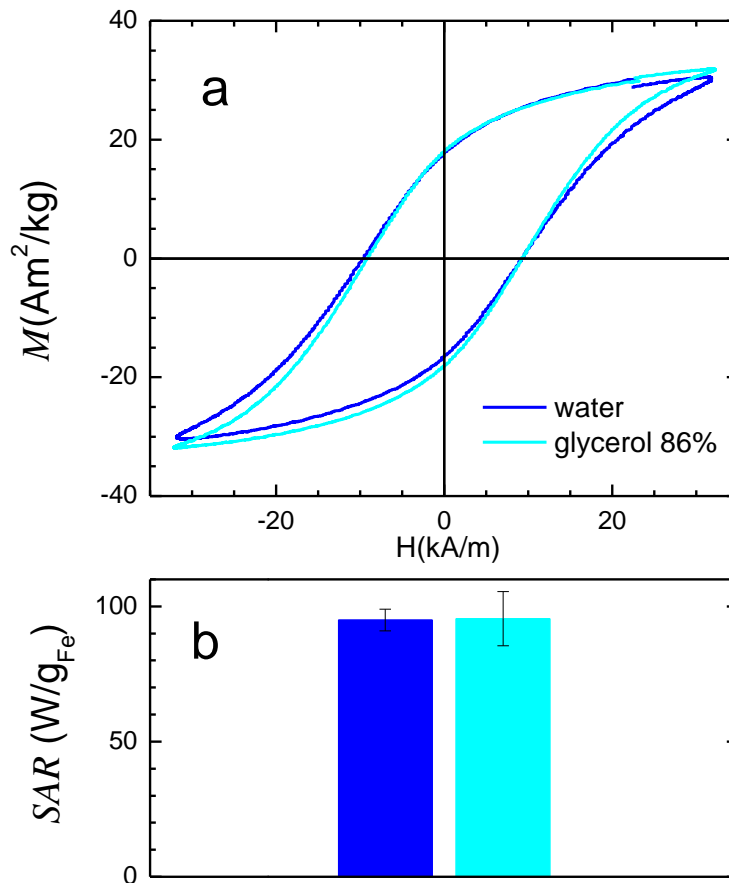 40
a
20
0
-20
-40
M(Am²/kg)
water
glycerol 86%
-20 0 20
H(kA/m)
b
100
50
0
SAR (W/g_Fe)